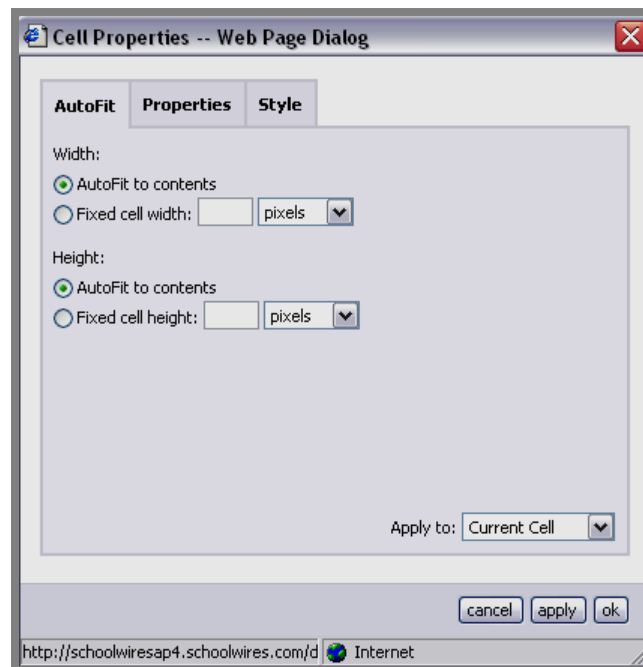 Cell Properties -- Web Page Dialog
AutoFit Properties Style
Width:
AutoFit to contents
Fixed cell width: pixels
Height:
AutoFit to contents
Fixed cell height: pixels
Apply to: Current Cell
cancel apply ok
http://schoolwiresap4.schoolwires.com/d Internet